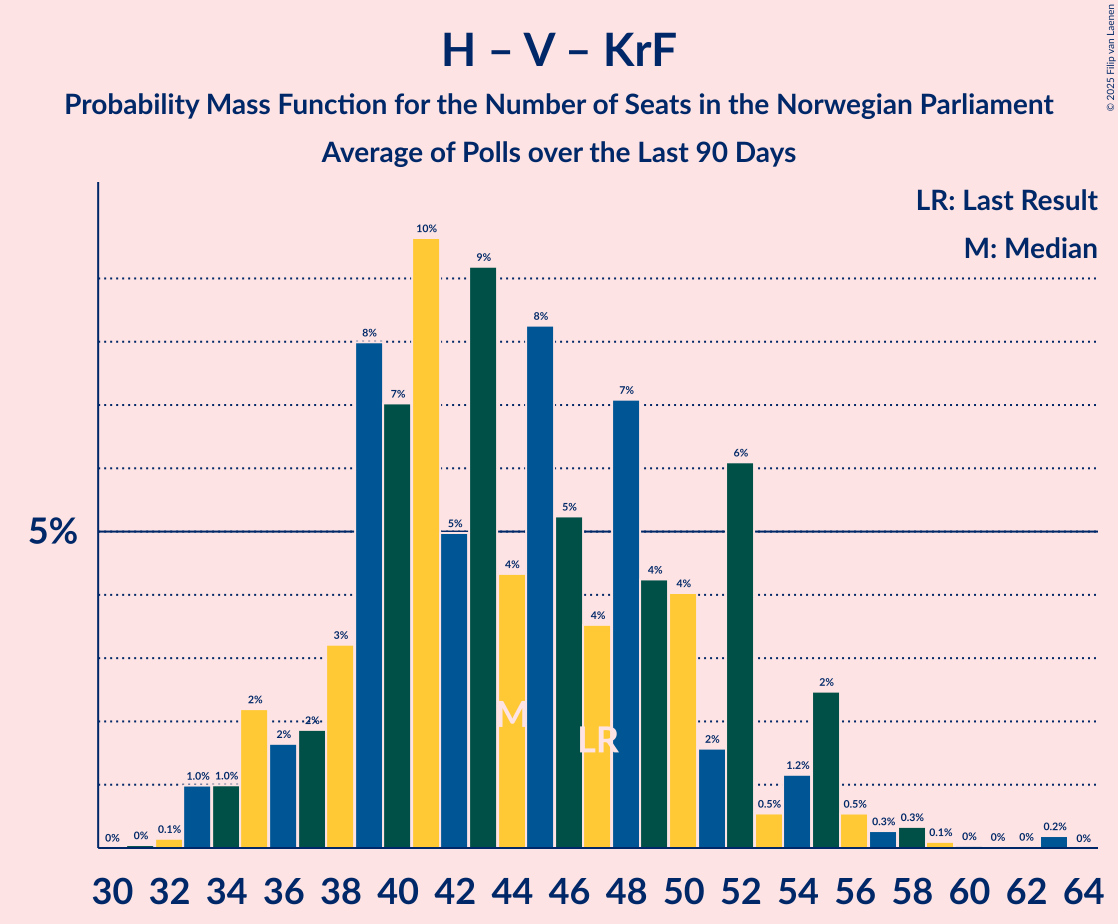 H – V – KrF
Probability Mass Function for the Number of Seats in the Norwegian Parliament
Average of Polls over the Last 90 Days
© 2025 Filip van Laenen
LR: Last Result
M: Median
5%
0% 0% 0.1% 1.0% 1.0% 2% 2% 2% 3% 8% 7% 10% 5% 9% 4% 8% 5% 4% 7% 4% 4% 2% 6% 0.5% 1.2% 2% 0.5% 0.3% 0.3% 0.1% 0% 0% 0% 0.2% 0%
M
LR
30 32 34 36 38 40 42 44 46 48 50 52 54 56 58 60 62 64